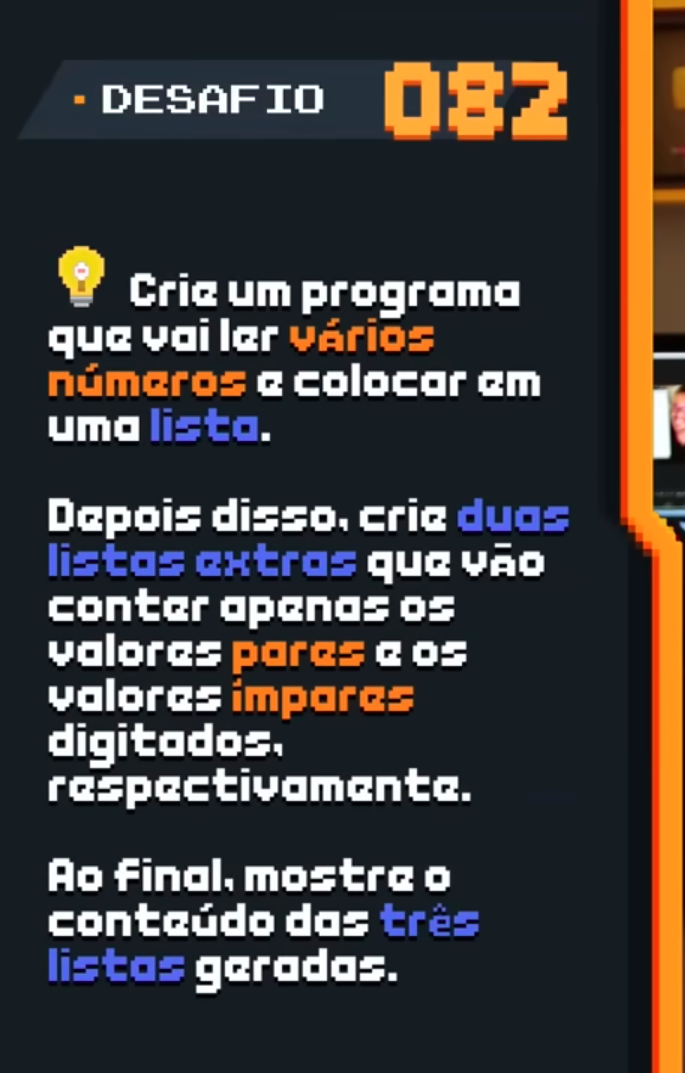 DESAFIO 082
Crie um programa
que vai ler vários
números e colocar em
uma lista.
Depois disso, crie duas
listas extras que vão
conter apenas os
valores pares e os
valores ímpares
digitados,
respectivamente.
Ao final, mostre o
conteúdo das três
listas geradas.